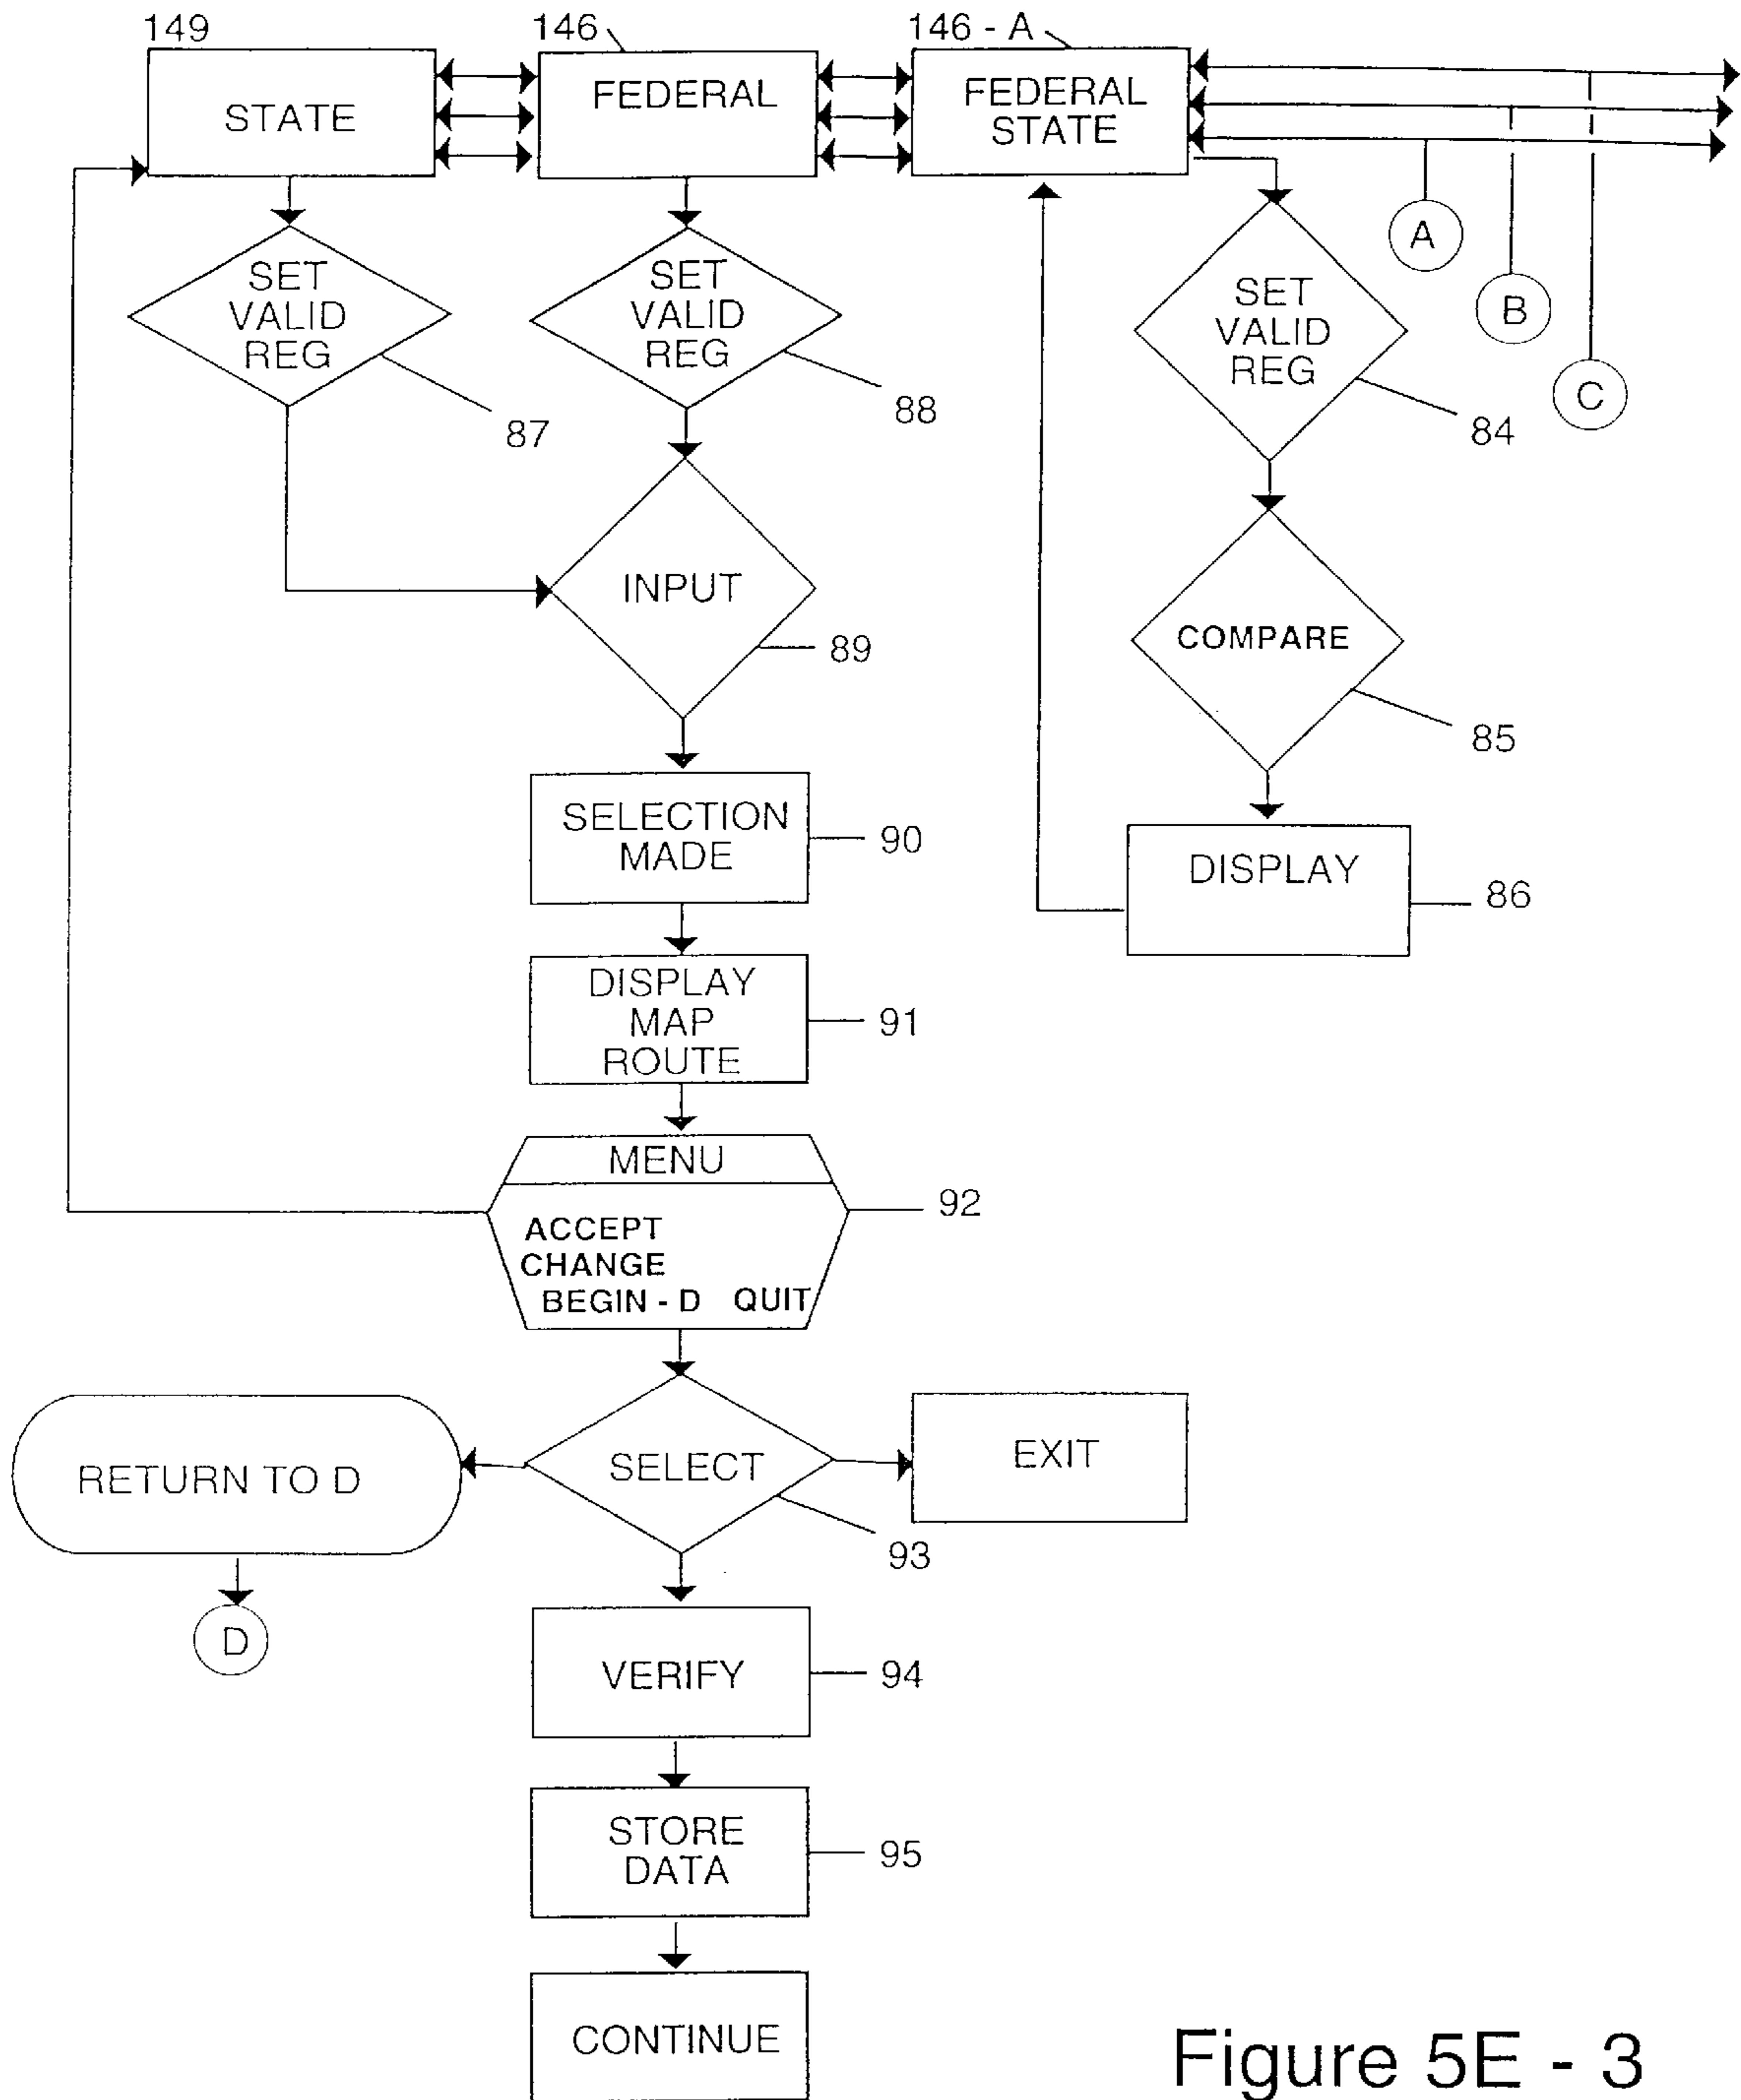 149
146
146 - A
STATE
FEDERAL
FEDERAL
STATE
A
B
C
SET
VALID
REG
87
SET
VALID
REG
88
SET
VALID
REG
84
INPUT
89
COMPARE
85
SELECTION
MADE
90
DISPLAY
86
DISPLAY
MAP
ROUTE
91
MENU
ACCEPT
CHANGE
BEGIN - D QUIT
92
RETURN TO D
SELECT
93
EXIT
D
VERIFY
94
STORE
DATA
95
CONTINUE
Figure 5E - 3